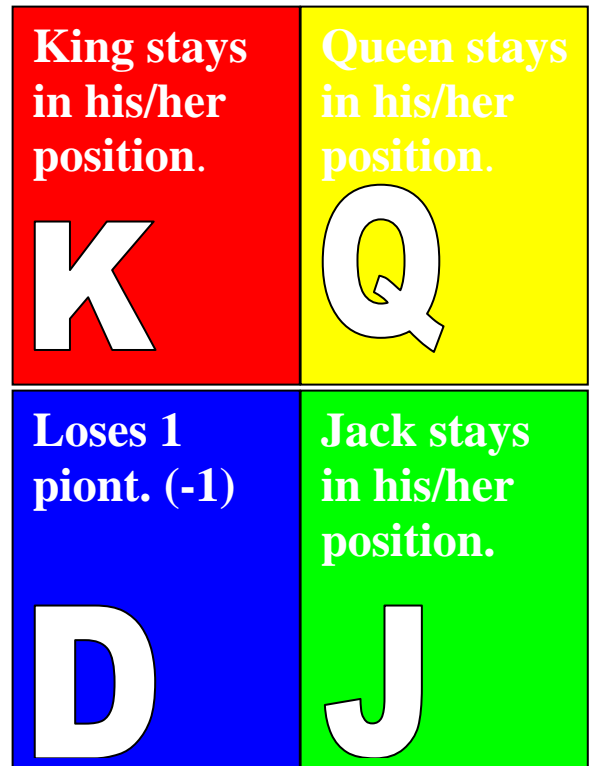 King stays
in his/her
position.
K
Queen stays
in his/her
position.
Q
Loses 1
piont. (-1)
D
Jack stays
in his/her
position.
J